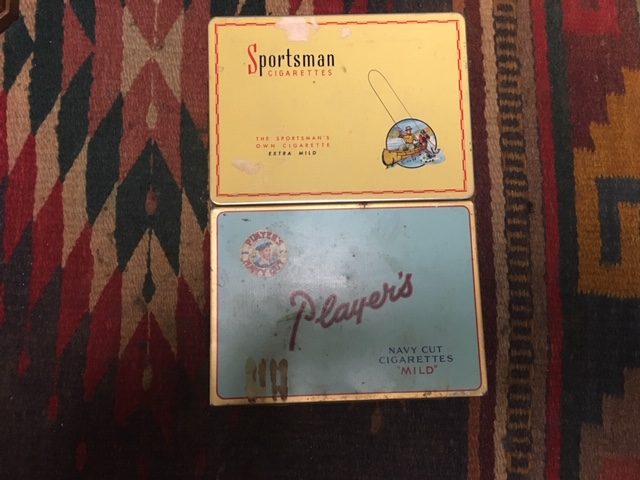 Sportsman
CIGARETTES
THE SPORTSMAN'S
OWN CIGARETTE
EXTRA MILD
PLAYER'S
NAVY CUT
Player's
NAVY CUT
CIGARETTES
"MILD"